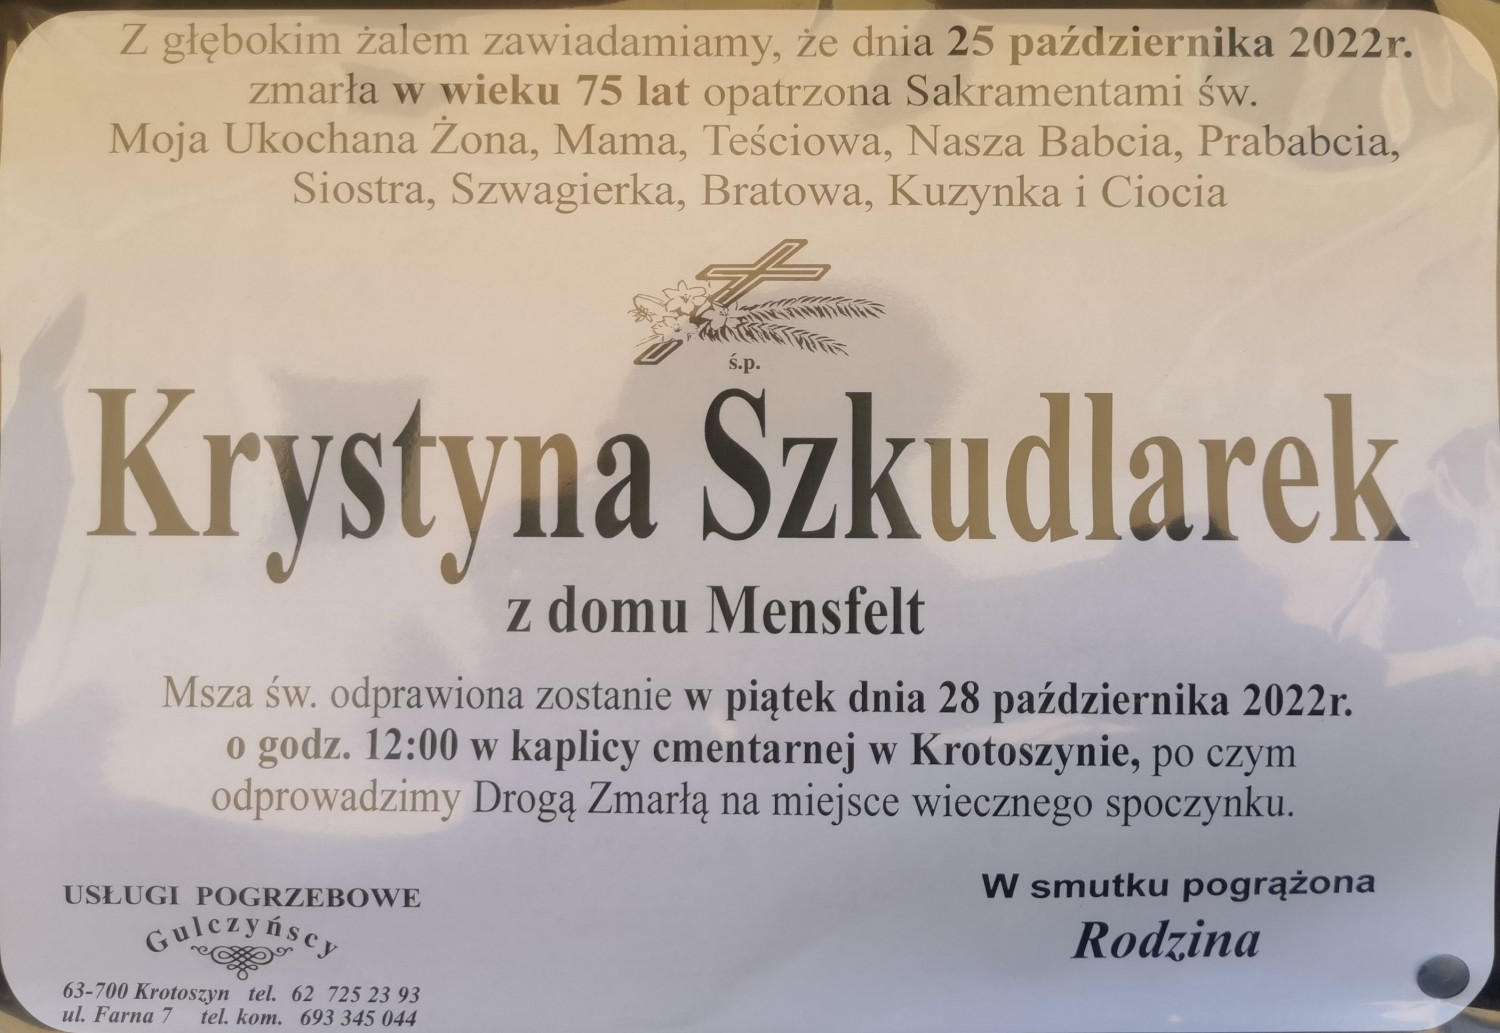 Z głębokim żalem zawiadamiamy, że dnia 25 października 2022r.
zmarła w wieku 75 lat opatrzona Sakramentami św.
Moja Ukochana Żona, Mama, Teściowa, Nasza Babcia, Prababcia,
Siostra, Szwagierka, Bratowa, Kuzynka i Ciocia
ś.p.
Krystyna Szkudlarek
z domu Mensfelt
Msza św. odprawiona zostanie w piątek dnia 28 października 2022r.
o godz. 12:00 w kaplicy cmentarnej w Krotoszynie, po czym
odprowadzimy Drogą Zmarłą na miejsce wiecznego spoczynku.
W smutku pogrążona
Rodzina
USŁUGI POGRZEBOWE
Gulczyńscy
63-700 Krotoszyn tel. 62 725 23 93
ul. Farna 7 tel. kom. 693 345 044